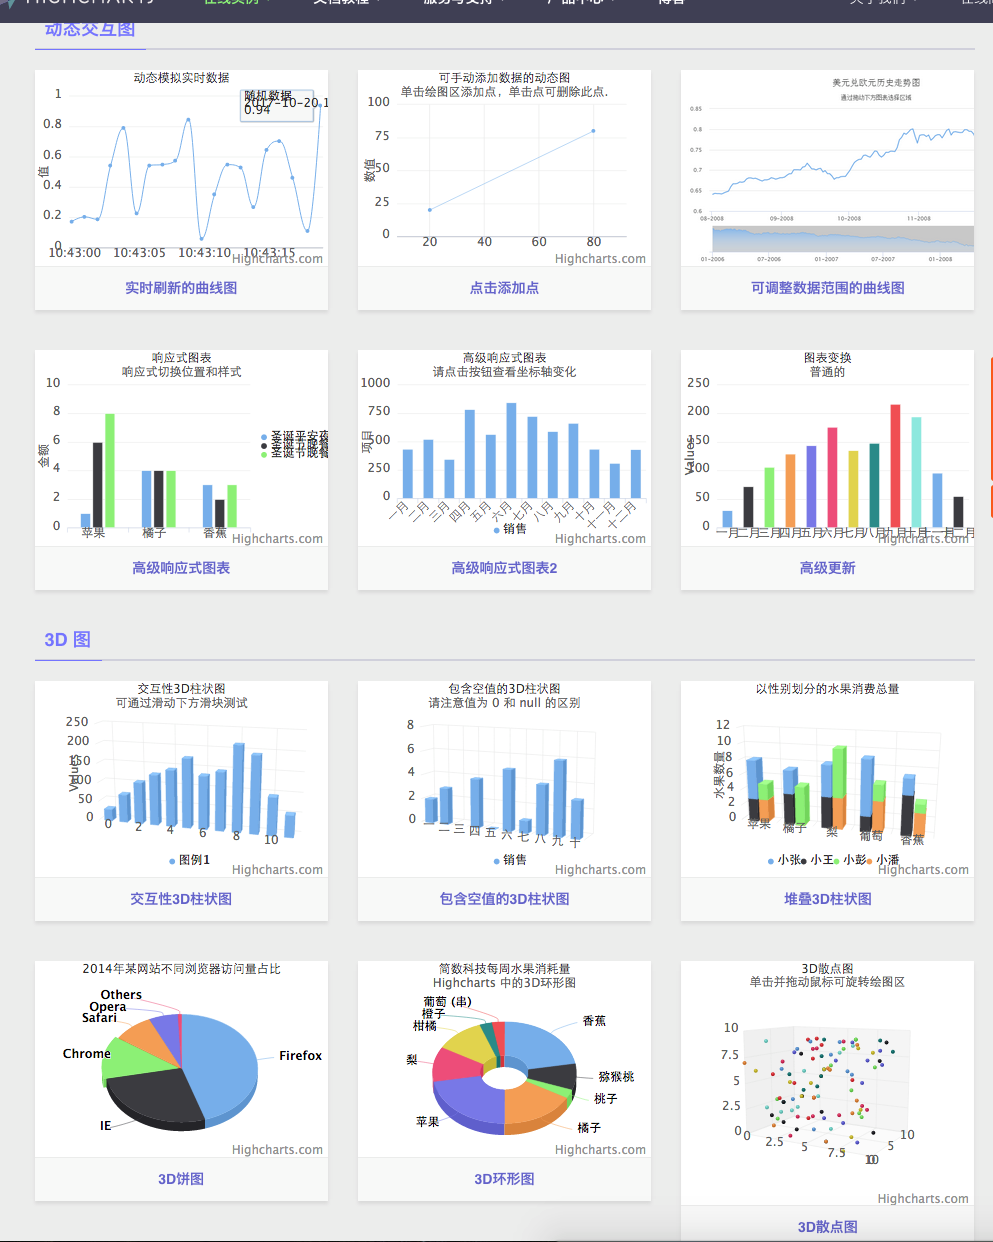 动态交互图
动态模拟实时数据
随机数据
2017-10-20 1
0.94
1
0.8
0.6
0.4
0.2
0
值
10:43:00 10:43:05 10:43:10 10:43:15
Highcharts.com
实时刷新的曲线图
可手动添加数据的动态图
单击绘图区添加点，单击点可删除此点.
100
75
50
25
0
数值
20 40 60 80
Highcharts.com
点击添加点
美元兑欧元历史走势图
通过拖动下方图表选择区域
0.85
0.8
0.75
0.7
0.65
0.6
08-2008 09-2008 10-2008 11-2008
01-2006 07-2006 01-2007 07-2007 01-2008
可调整数据范围的曲线图
响应式图表
响应式切换位置和样式
10
8
6
4
2
0
金额
苹果 橘子 香蕉
圣诞平安夜
圣诞节晚餐
圣诞节晚餐
Highcharts.com
高级响应式图表
高级响应式图表
请点击按钮查看坐标轴变化
1000
750
500
250
0
项目
一月 二月 三月 四月 五月 六月 七月 八月 九月 十月 十一月 十二月
销售
高级响应式图表2
图表变换
普通的
250
200
150
100
50
0
Values
一月 二月 三月 四月 五月 六月 七月 八月 九月 十月
Highcharts.com
高级更新
3D 图
交互性3D柱状图
可通过滑动下方滑块测试
250
200
150
100
50
0
Values
0 2 4 6 8 10
图例1
Highcharts.com
交互性3D柱状图
包含空值的3D柱状图
请注意值为 0 和 null 的区别
8
6
4
2
0
一 二 三 四 五 六 七 八 九 十
销售
Highcharts.com
包含空值的3D柱状图
以性别划分的水果消费总量
12
10
8
6
4
2
0
水果数量
苹果 橘子 梨 葡萄 香蕉
小张 小王 小彭 小潘
Highcharts.com
堆叠3D柱状图
2014年某网站不同浏览器访问量占比
Others
Opera
Safari
Chrome
Firefox
IE
Highcharts.com
3D饼图
简数科技每周水果消耗量
Highcharts 中的3D环形图
葡萄 (串)
橙子
柑橘
香蕉
梨
猕猴桃
桃子
苹果
橘子
Highcharts.com
3D环形图
3D散点图
单击并拖动鼠标可旋转绘图区
10
7.5
5
2.5
0
0 2.5 5 7.5 10
10
5
Highcharts.com
3D散点图